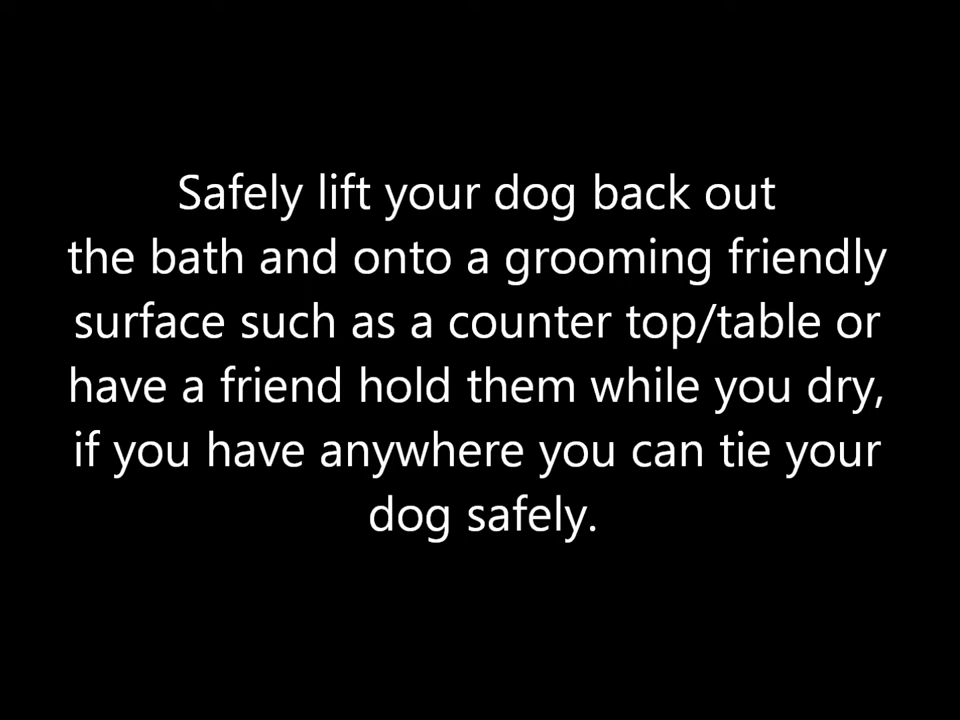 Safely lift your dog back out
the bath and onto a grooming friendly
surface such as a counter top/table or
have a friend hold them while you dry,
if you have anywhere you can tie your
dog safely.